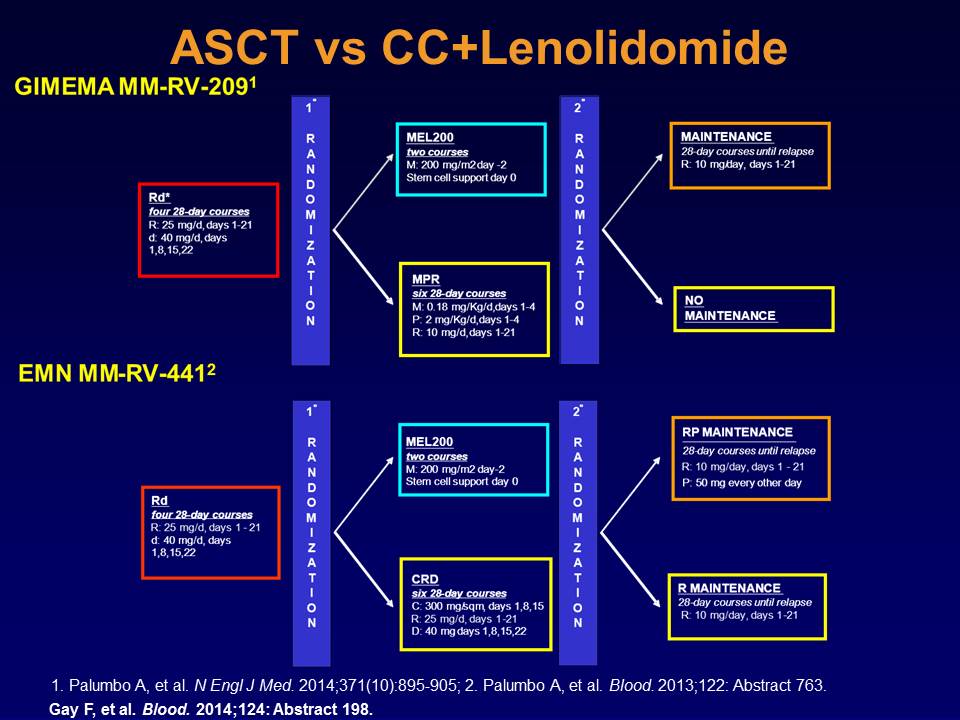 ASCT vs CC+Lenolidomide
GIMEMA MM-RV-209¹
Rd*
four 28-day courses
R: 25 mg/d, days 1-21
d: 40 mg/d, days
1,8,15,22
1°
RANDOMIZATION
MEL200
two courses
M: 200 mg/m2 day -2
Stem cell support day 0
MPR
six 28-day courses
M: 0.18 mg/Kg/d,days 1-4
P: 2 mg/Kg/d,days 1-4
R: 10 mg/d, days 1-21
2°
RANDOMIZATION
MAINTENANCE
28-day courses until relapse
R: 10 mg/day, days 1-21
NO
MAINTENANCE
EMN MM-RV-441²
Rd
four 28-day courses
R: 25 mg/d, days 1 - 21
d: 40 mg/d, days
1,8,15,22
1°
RANDOMIZATION
MEL200
two courses
M: 200 mg/m2 day-2
Stem cell support day 0
CRD
six 28-day courses
C: 300 mg/sqm, days 1,8,15
R: 25 mg/d, days 1-21
D: 40 mg days 1,8,15,22
2°
RANDOMIZATION
RP MAINTENANCE
28-day courses until relapse
R: 10 mg/day, days 1 - 21
P: 50 mg every other day
R MAINTENANCE
28-day courses until relapse
R: 10 mg/day, days 1-21
1. Palumbo A, et al. N Engl J Med. 2014;371(10):895-905; 2. Palumbo A, et al. Blood. 2013;122: Abstract 763.
Gay F, et al. Blood. 2014;124: Abstract 198.